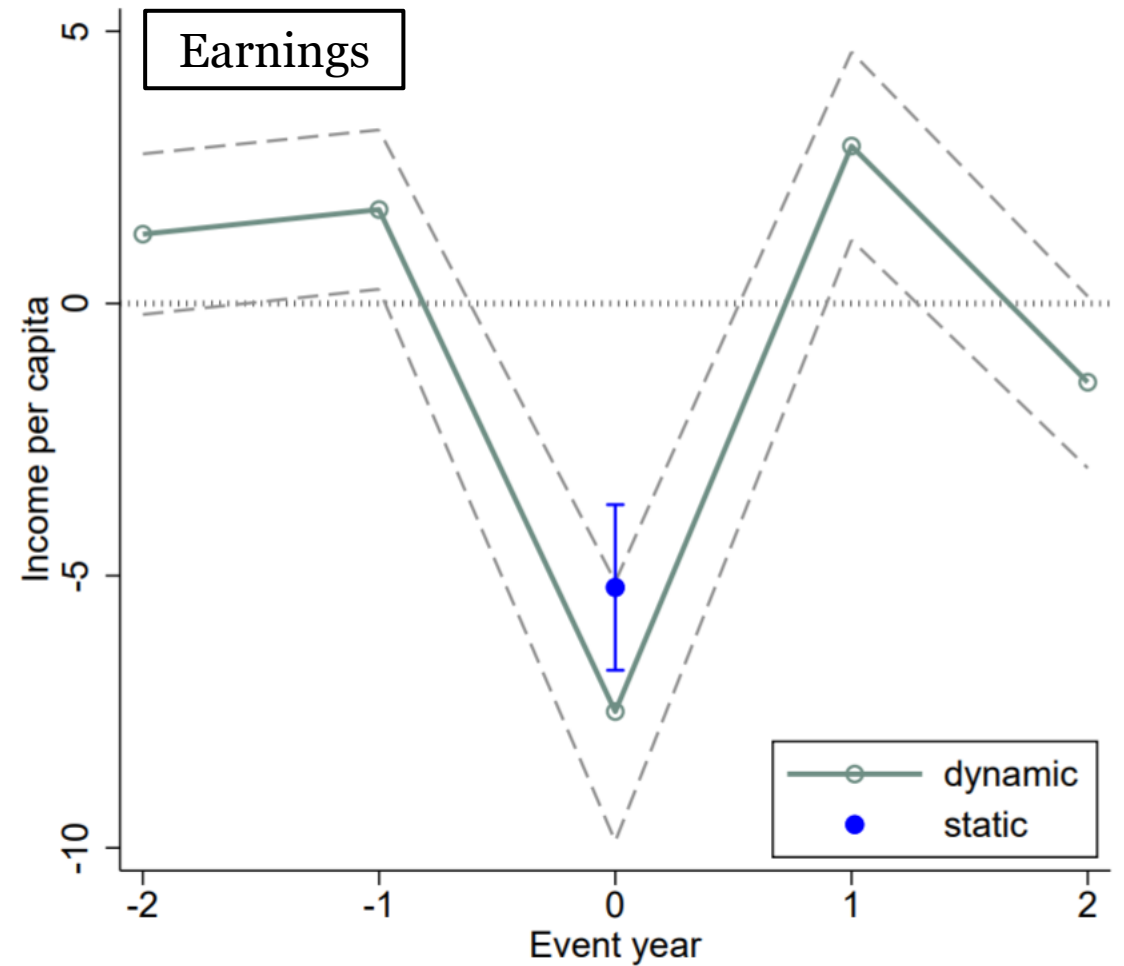 Earnings
5
0
-5
-10
Income per capita
-2 -1 0 1 2
Event year
dynamic
static